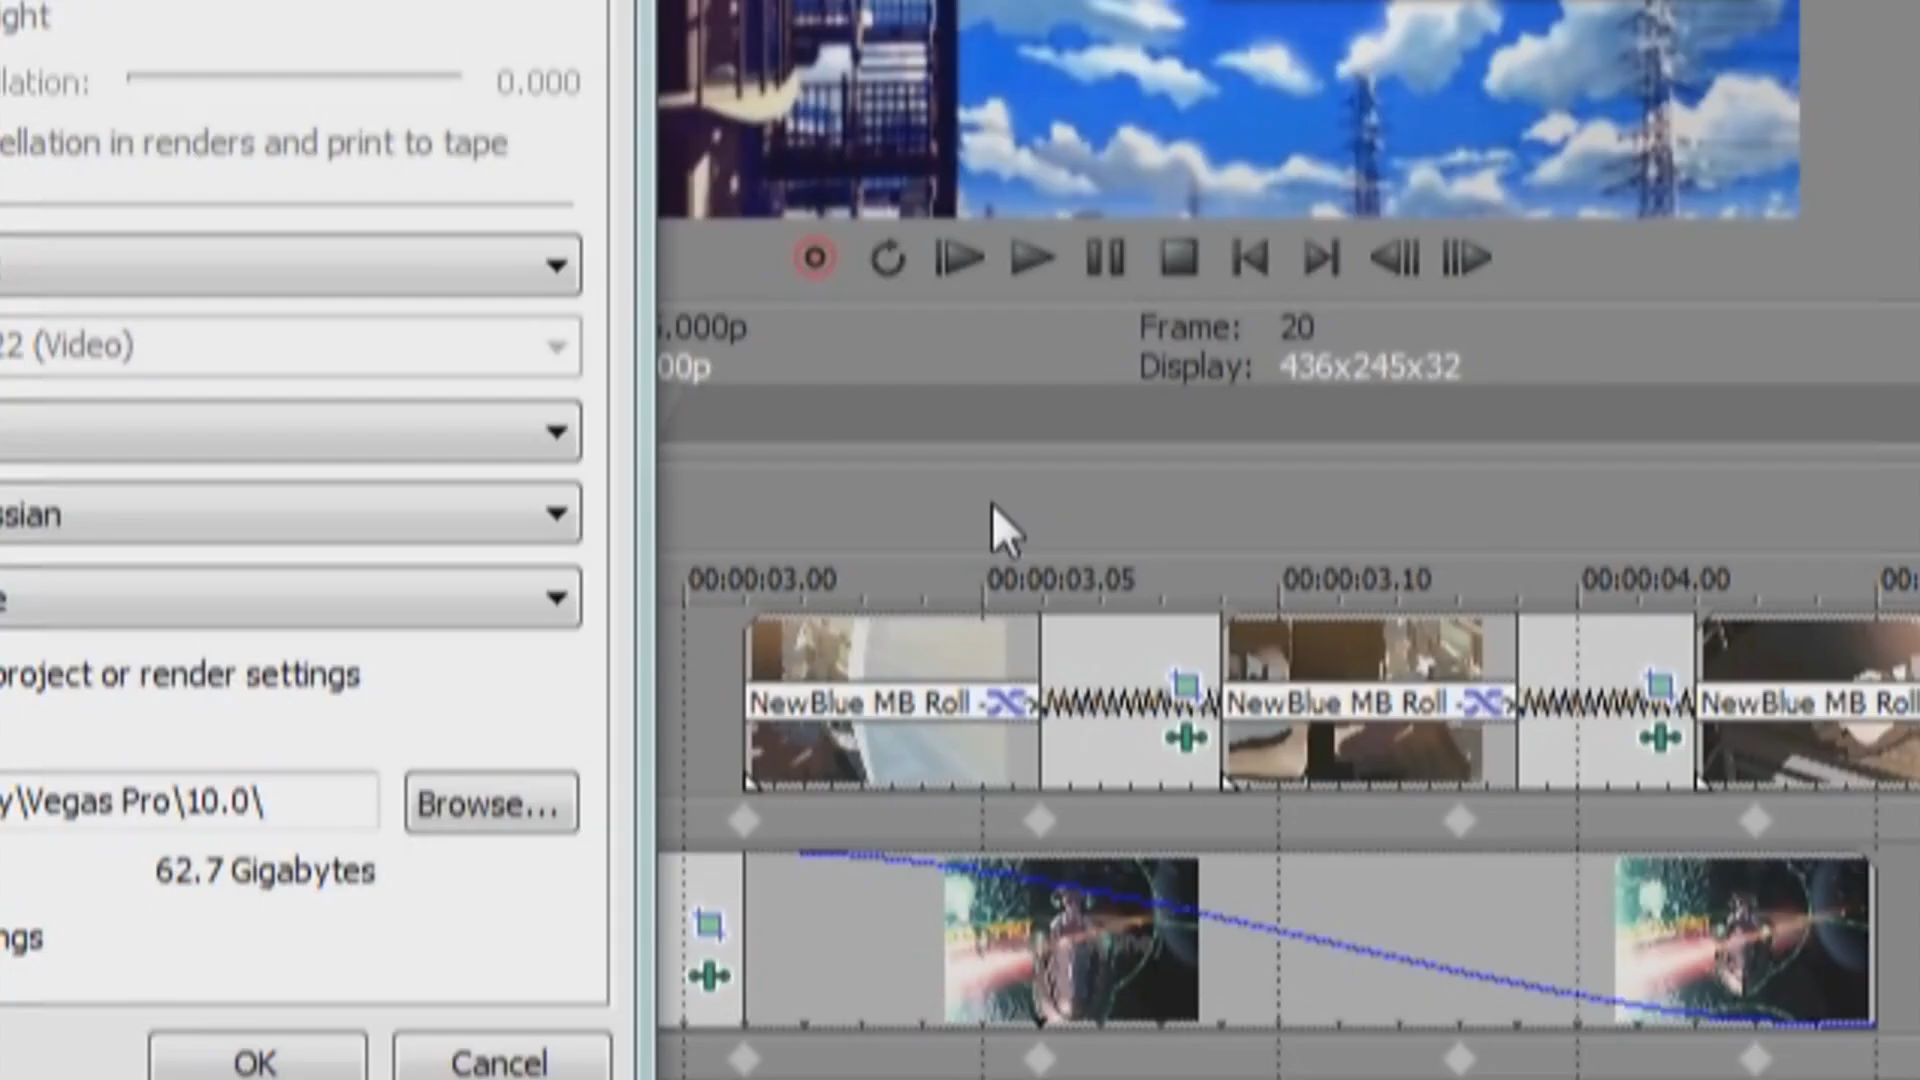 ght
lation: 0.000
ellation in renders and print to tape
22 (Video)
ssian
e
project or render settings
y\Vegas Pro\10.0\ Browse...
62.7 Gigabytes
ngs
OK Cancel
.000p Frame: 20
00p Display: 436x245x32
00:00:03.00 00:00:03.05 00:00:03.10 00:00:04.00 00:
NewBlue MB Roll - NewBlue MB Roll - NewBlue MB Roll